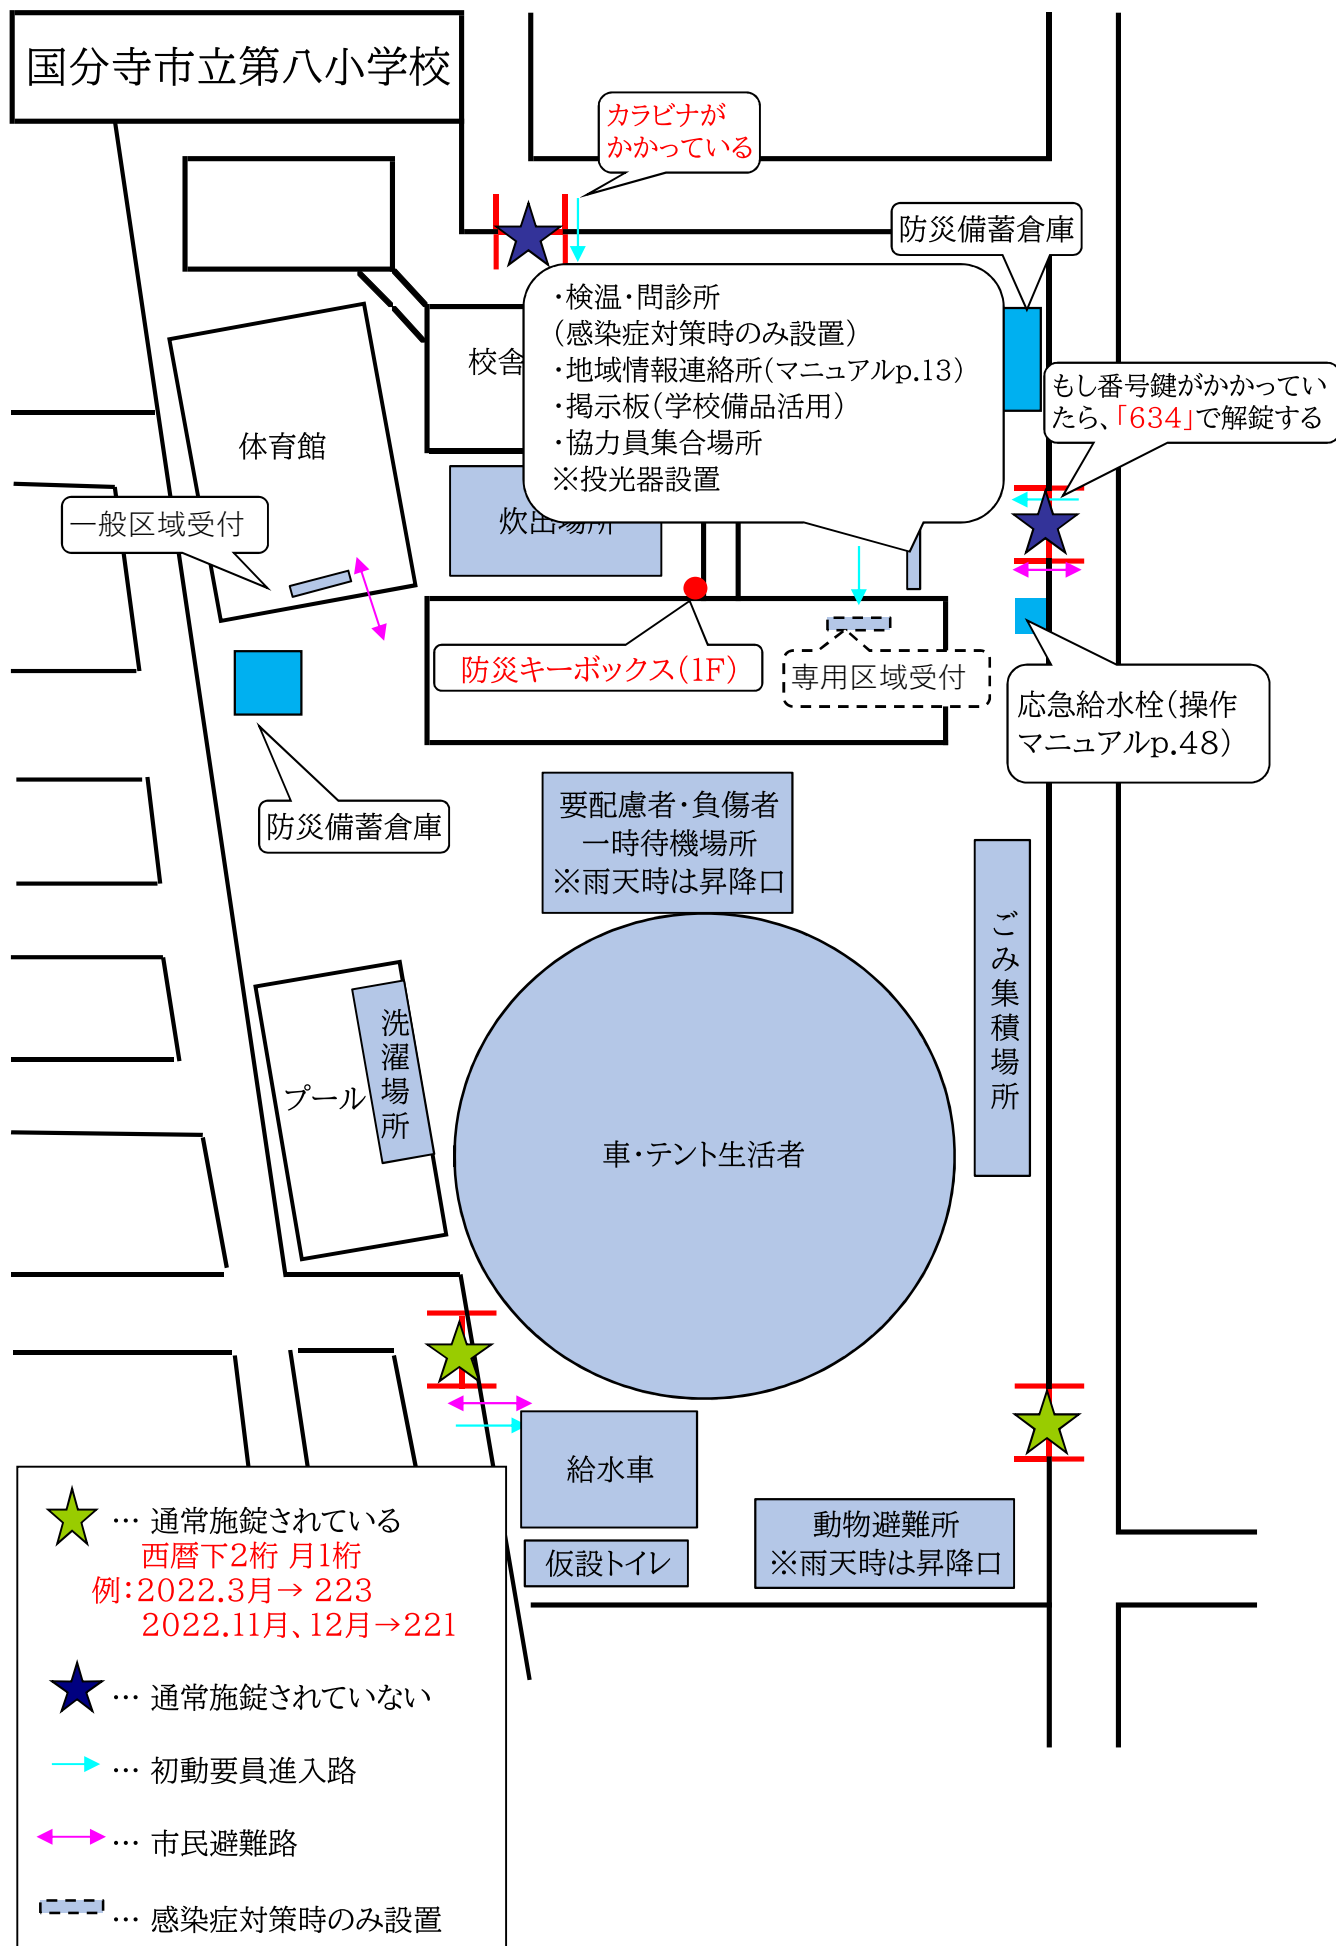 国分寺市立第八小学校
カラビナが
かかっている
防災備蓄倉庫
・検温・問診所
（感染症対策時のみ設置）
・地域情報連絡所（マニュアルp.13）
・掲示板（学校備品活用）
・協力員集合場所
※投光器設置
校舎
もし番号鍵がかかってい
たら、「634」で解錠する
体育館
一般区域受付
炊出場所
防災キーボックス（1F）
専用区域受付
応急給水栓（操作
マニュアルp.48）
防災備蓄倉庫
要配慮者・負傷者
一時待機場所
※雨天時は昇降口
ごみ集積場所
洗濯場所
プール
車・テント生活者
給水車
仮設トイレ
動物避難所
※雨天時は昇降口
… 通常施錠されている
西暦下2桁 月1桁
例：2022.3月→ 223
2022.11月、12月→221
… 通常施錠されていない
… 初動要員進入路
… 市民避難路
… 感染症対策時のみ設置